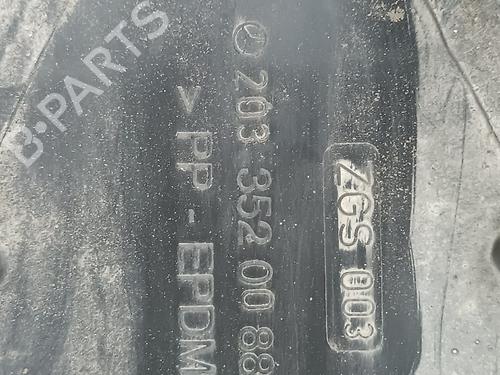 B-PARTS
203 352 00 88
> PP - EPDM
ZGS 003